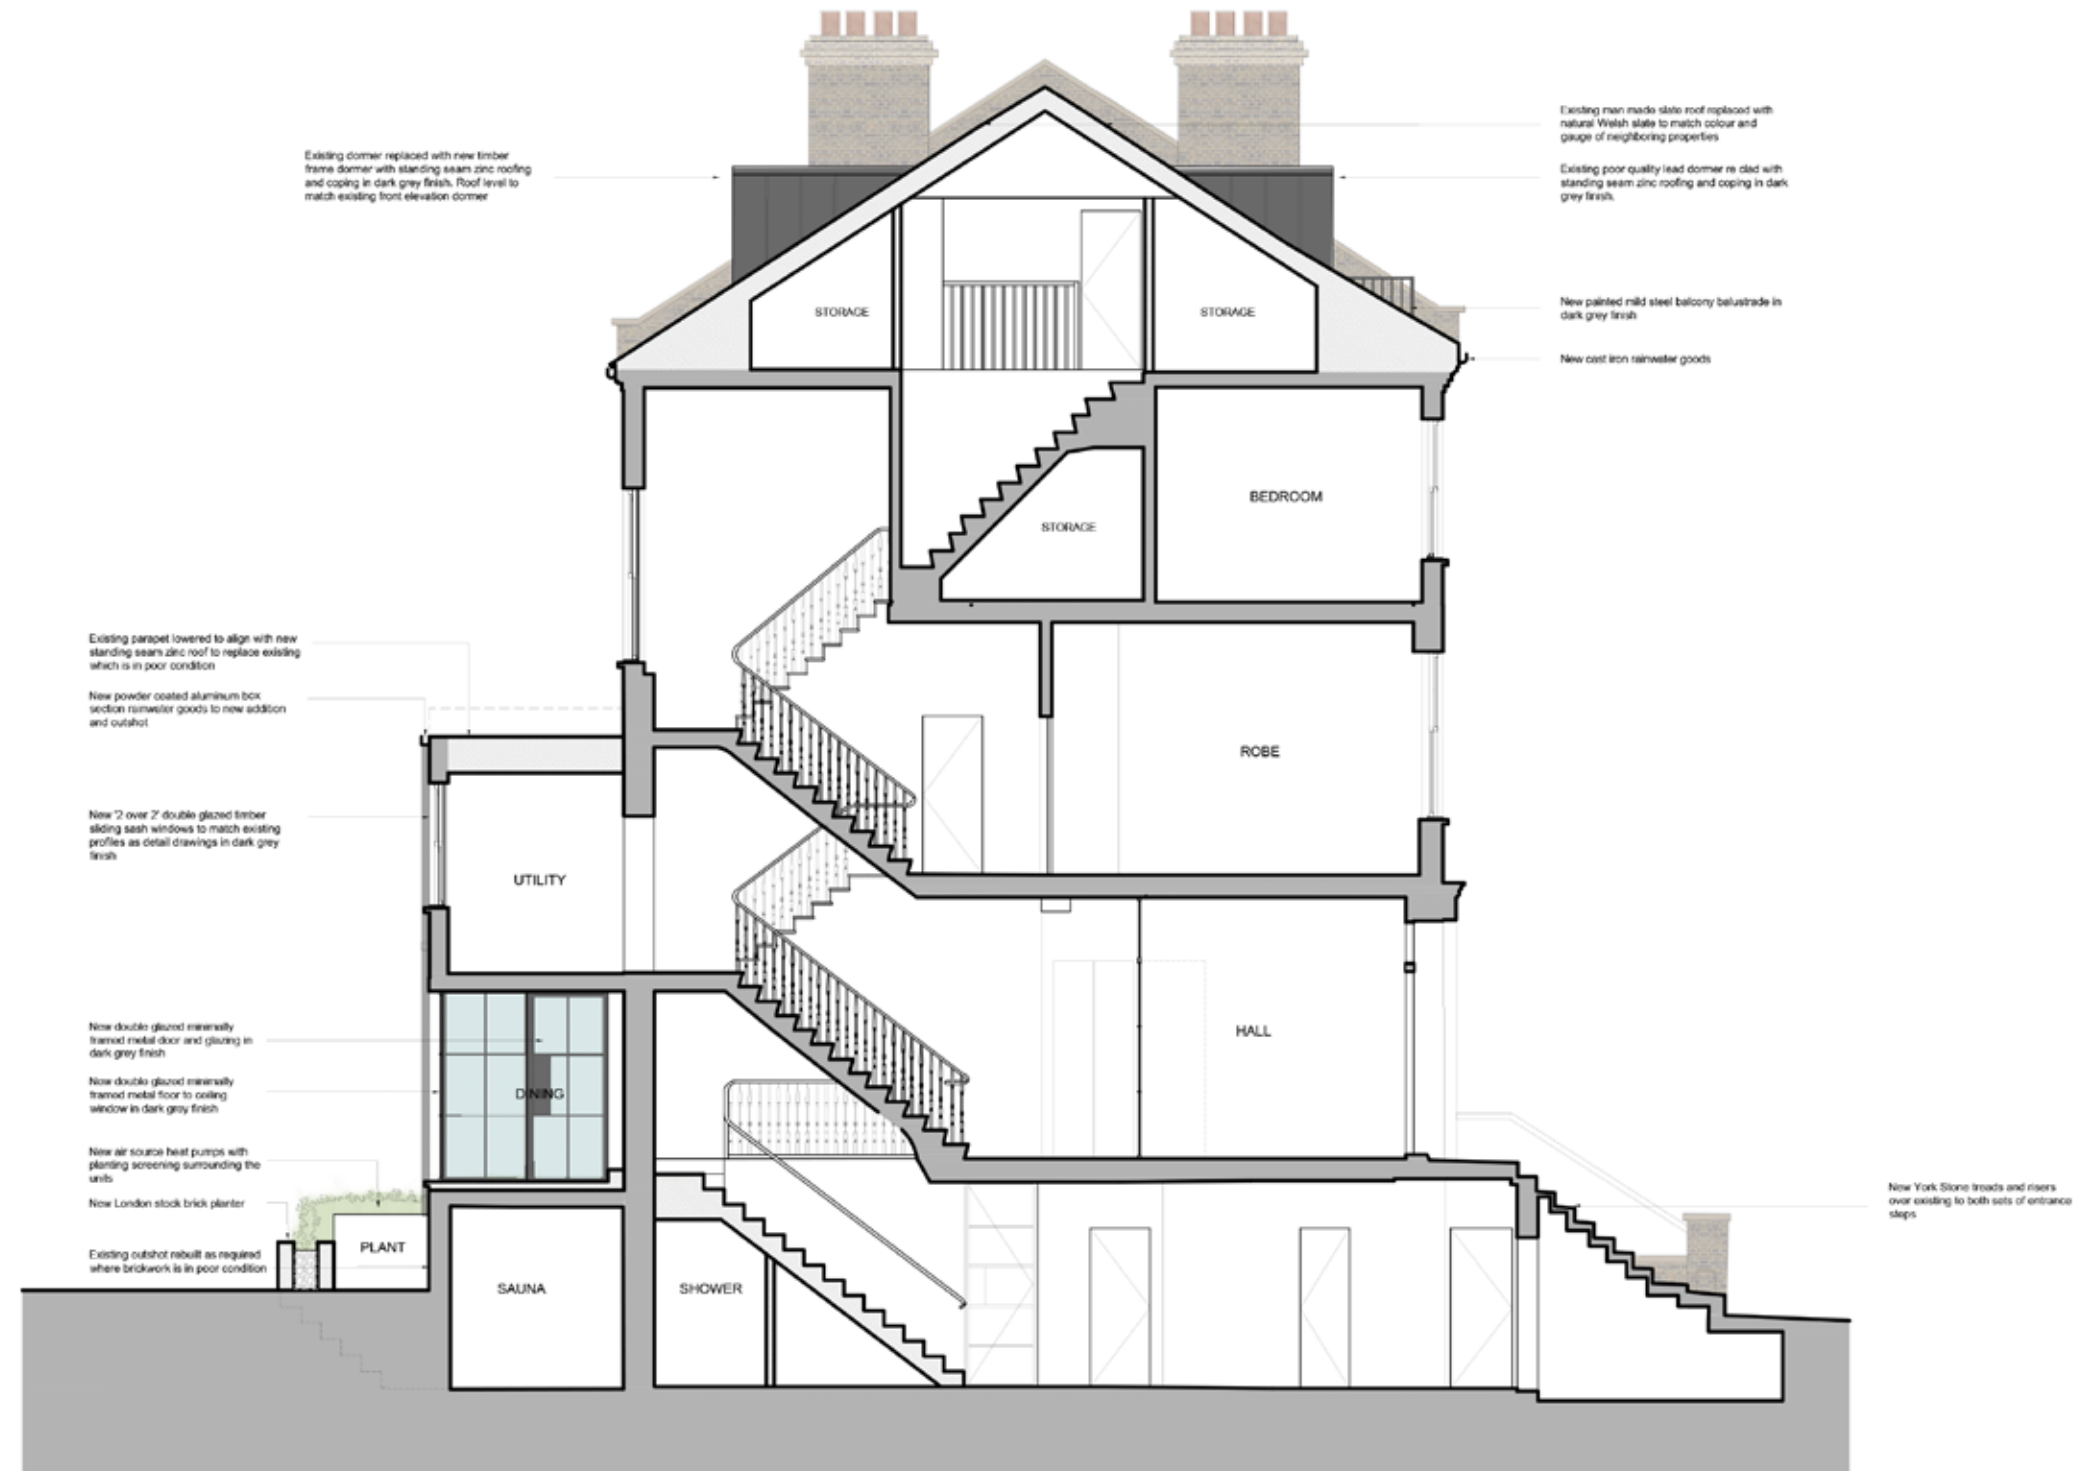 Existing dormer replaced with new timber
frame dormer with standing seam zinc roofing
and coping in dark grey finish. Roof level to
match existing front elevation dormer
Existing man made slate roof replaced with
natural Welsh slate to match colour and
gauge of neighboring properties
Existing poor quality lead dormer re clad with
standing seam zinc roofing and coping in dark
grey finish.
New painted mild steel balcony balustrade in
dark grey finish
New cast iron rainwater goods
STORAGE
STORAGE
BEDROOM
STORAGE
Existing parapet lowered to align with new
standing seam zinc roof to replace existing
which is in poor condition
New powder coated aluminum box
section rainwater goods to new addition
and outshot
ROBE
New '2 over 2' double glazed timber
sliding sash windows to match existing
profiles as detail drawings in dark grey
finish
UTILITY
HALL
New double glazed minimally
framed metal door and glazing in
dark grey finish
New double glazed minimally
framed metal floor to ceiling
window in dark grey finish
DINING
New air source heat pumps with
planting screening surrounding the
units
New London stock brick planter
Existing outshot rebuilt as required
where brickwork is in poor condition
PLANT
SAUNA
SHOWER
New York Stone treads and risers
over existing to both sets of entrance
steps